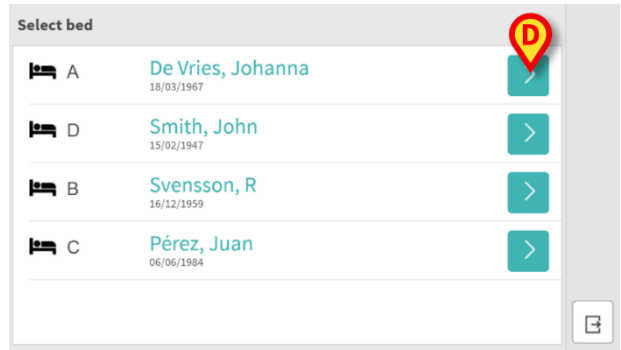 Select bed
D
A De Vries, Johanna
18/03/1967
D Smith, John
15/02/1947
B Svensson, R
16/12/1959
C Pérez, Juan
06/06/1984